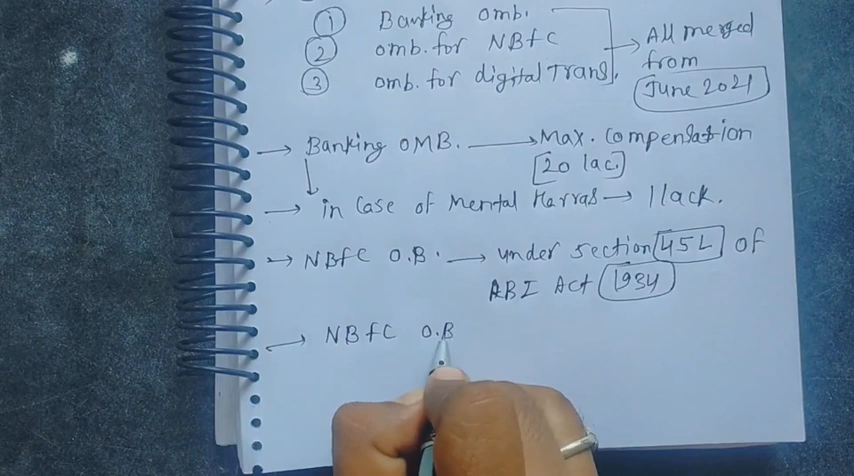 ① Banking omb.
② omb. for NBFC
③ omb. for digital Trans.
→ All merged
from
June 2021
→ Banking OMB. → Max. Compensation
20 lac.
→ in Case of Mental Harras → 1 lack.
→ NBFC O.B. → under section 45L of
RBI Act 1934
→ NBFC O.B